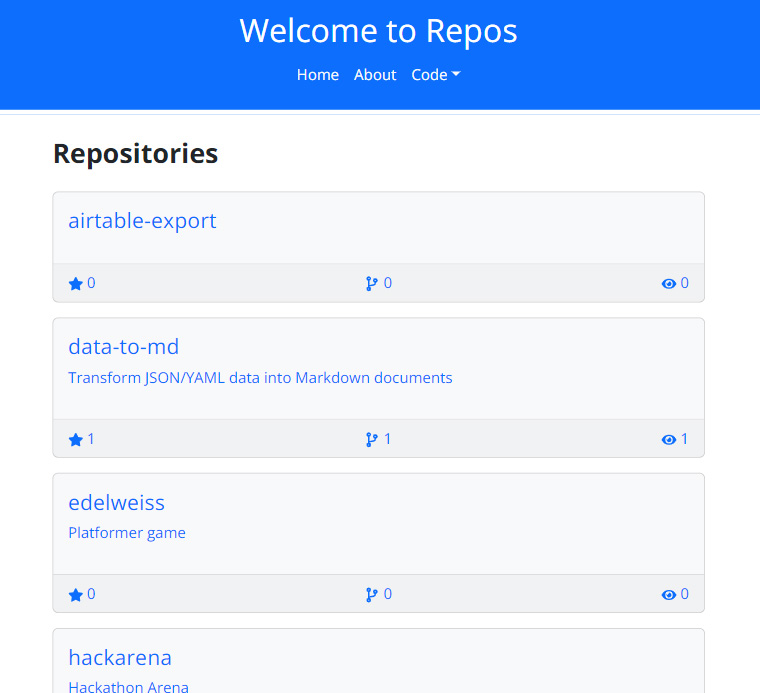 Welcome to Repos
Home About Code
Repositories
airtable-export
0 0 0
data-to-md
Transform JSON/YAML data into Markdown documents
1 1 1
edelweiss
Platformer game
0 0 0
hackarena
Hackathon Arena